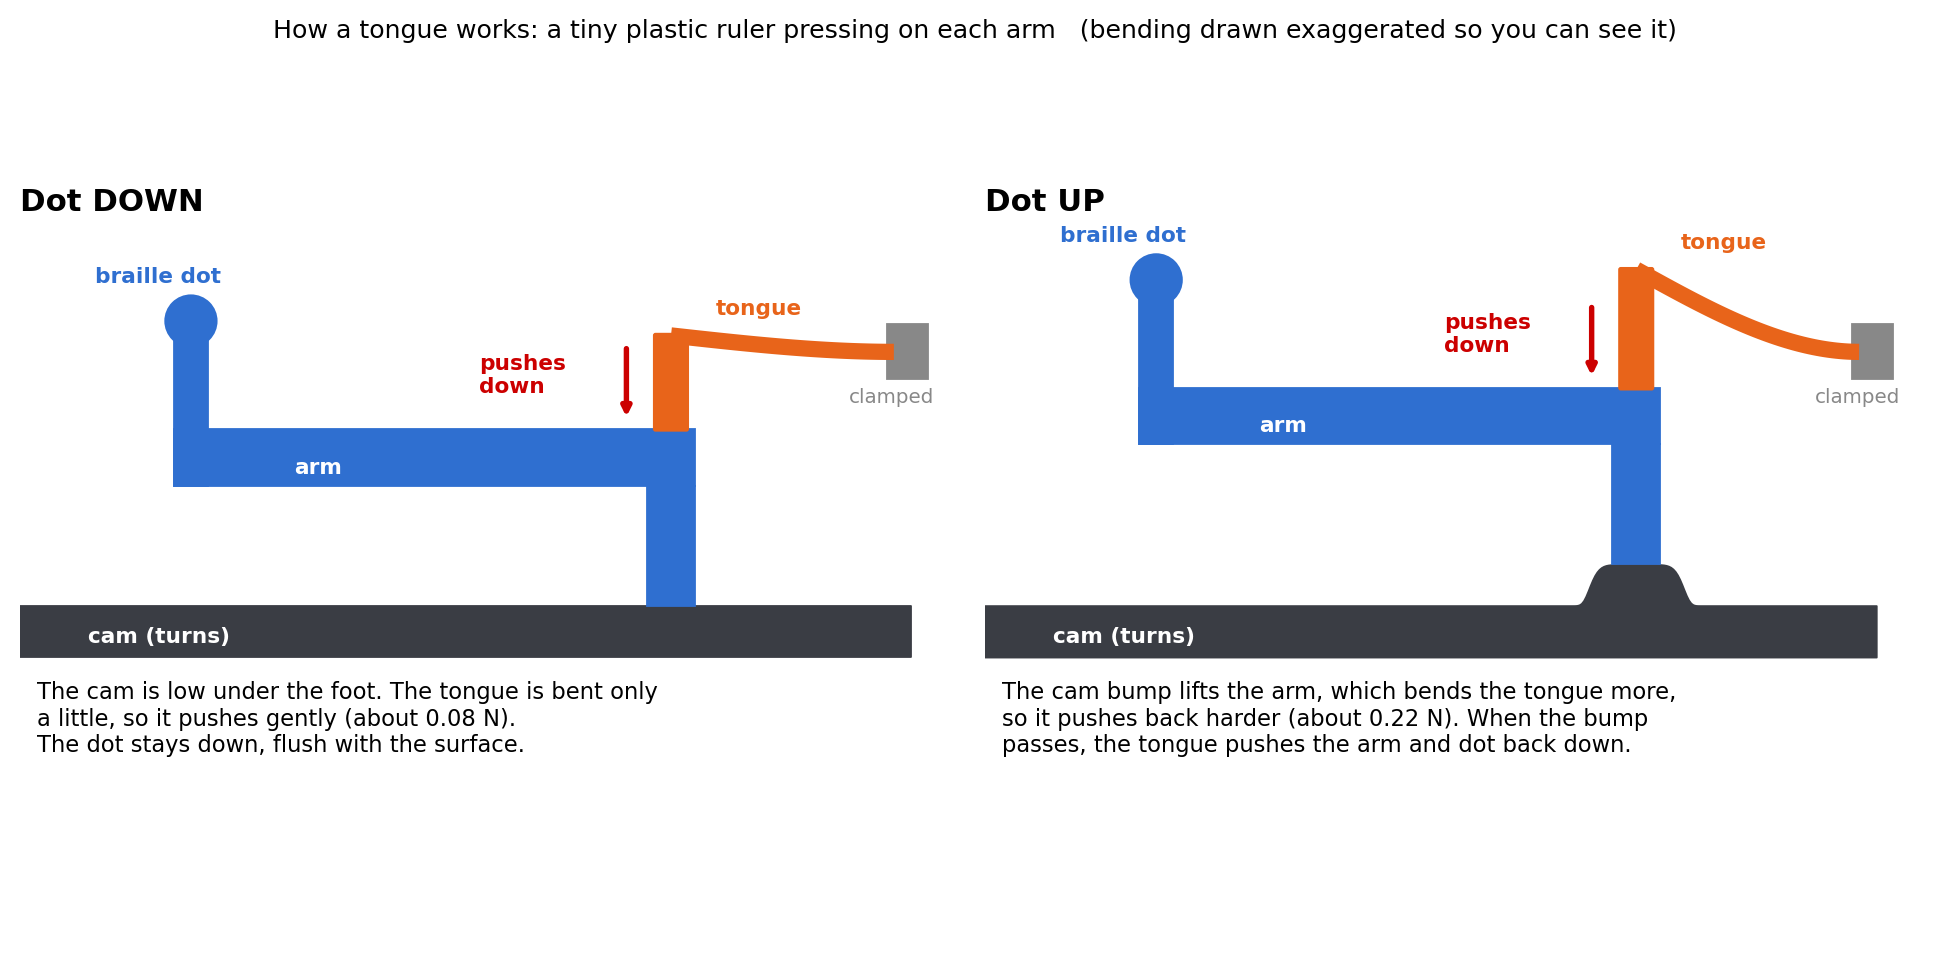 How a tongue works: a tiny plastic ruler pressing on each arm   (bending drawn exaggerated so you can see it)
Dot DOWN
braille dot
tongue
pushes
down
clamped
arm
cam (turns)
The cam is low under the foot. The tongue is bent only
a little, so it pushes gently (about 0.08 N).
The dot stays down, flush with the surface.
Dot UP
braille dot
tongue
pushes
down
clamped
arm
cam (turns)
The cam bump lifts the arm, which bends the tongue more,
so it pushes back harder (about 0.22 N). When the bump
passes, the tongue pushes the arm and dot back down.